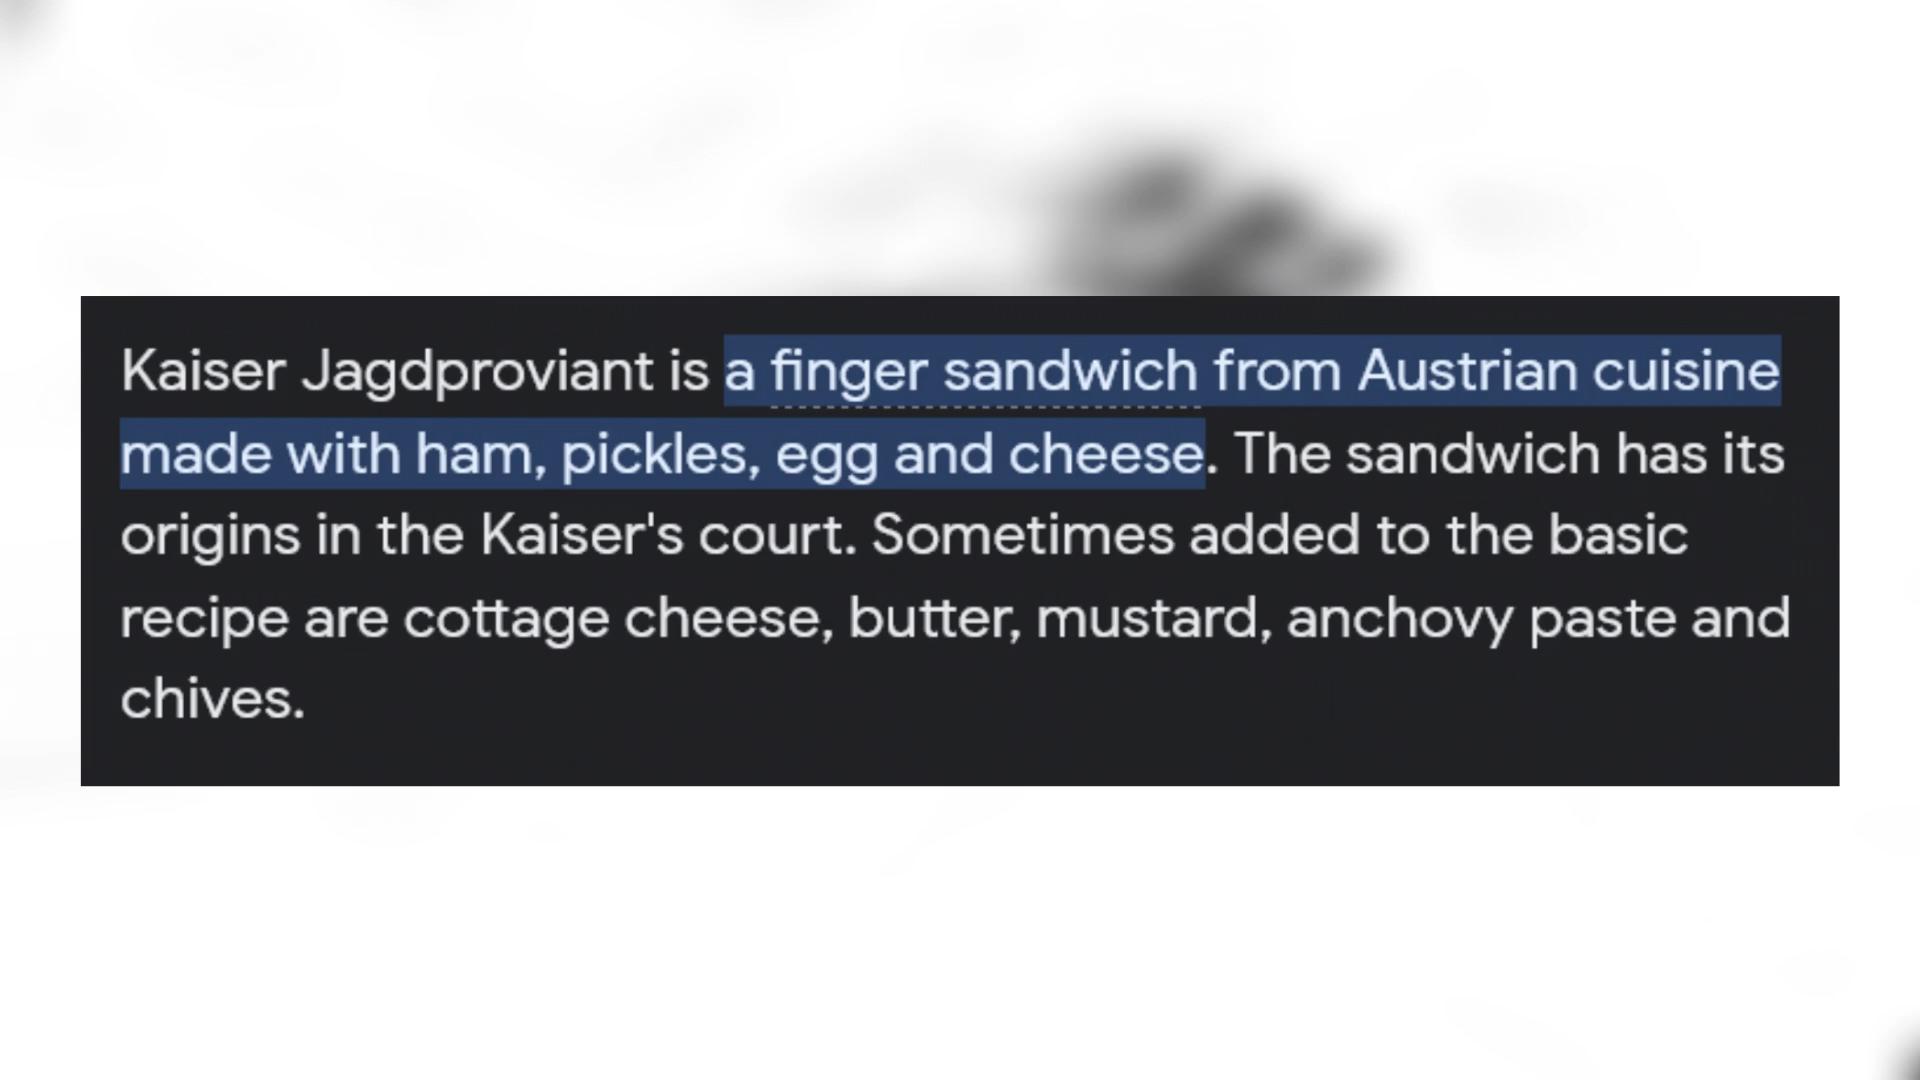 Kaiser Jagdproviant is a finger sandwich from Austrian cuisine
made with ham, pickles, egg and cheese. The sandwich has its
origins in the Kaiser's court. Sometimes added to the basic
recipe are cottage cheese, butter, mustard, anchovy paste and
chives.